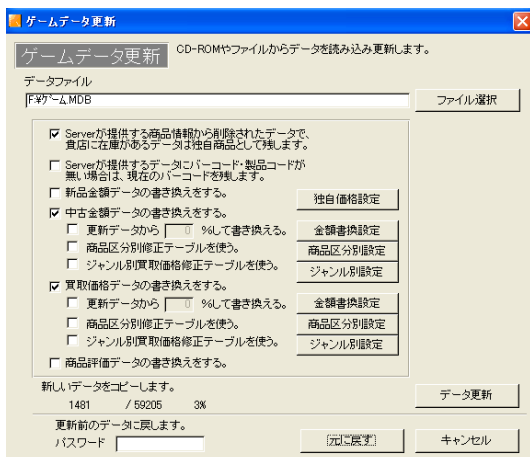 ゲームデータ更新
ゲームデータ更新 CD-ROMやファイルからデータを読み込み更新します。
データファイル
F:¥ゲーム.MDB ファイル選択
Serverが提供する商品情報から削除されたデータで、
貴店に在庫があるデータは独自商品として残します。
Serverが提供するデータにバーコード・製品コードが
無い場合は、現在のバーコードを残します。
新品金額データの書き換えをする。 独自価格設定
中古金額データの書き換えをする。
更新データから 0 %して書き換える。 金額書換設定
商品区分別修正テーブルを使う。 商品区分別設定
ジャンル別買取価格修正テーブルを使う。 ジャンル別設定
買取価格データの書き換えをする。
更新データから 0 %して書き換える。 金額書換設定
商品区分別修正テーブルを使う。 商品区分別設定
ジャンル別買取価格修正テーブルを使う。 ジャンル別設定
商品評価データの書き換えをする。
新しいデータをコピーします。 データ更新
1481 / 59205 3%
更新前のデータに戻します。
パスワード 元に戻す キャンセル